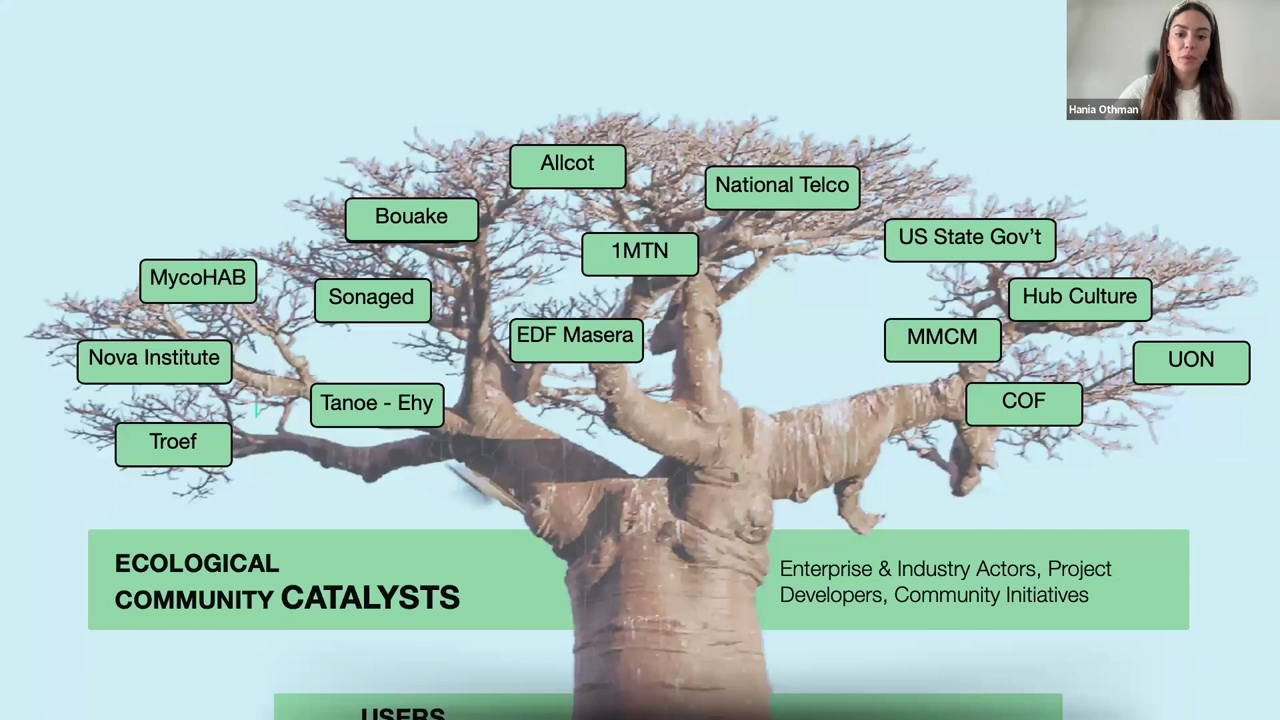 Hania Othman
Allcot
National Telco
Bouake
US State Gov't
1MTN
MycoHAB
Sonaged
Hub Culture
EDF Masera
MMCM
Nova Institute
UON
Tanoe - Ehy
COF
Troef
ECOLOGICAL
COMMUNITY CATALYSTS
Enterprise & Industry Actors, Project
Developers, Community Initiatives
USERS